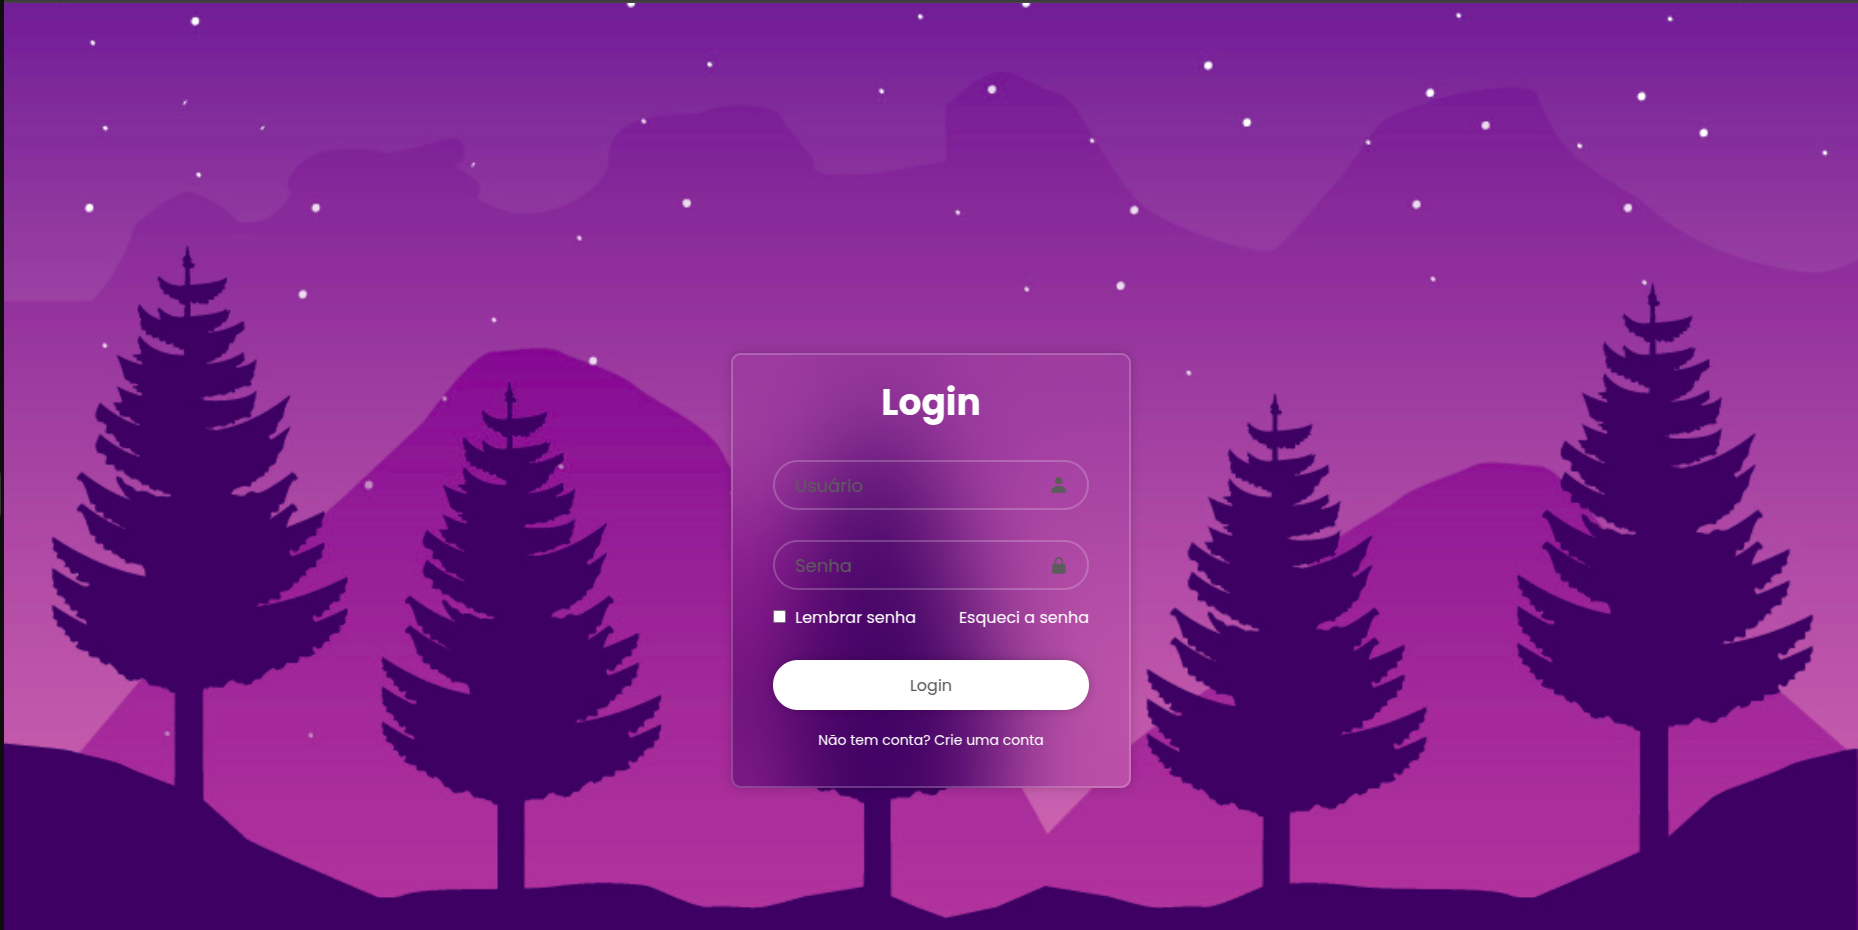 Login
Usuário
Senha
Lembrar senha Esqueci a senha
Login
Não tem conta? Crie uma conta